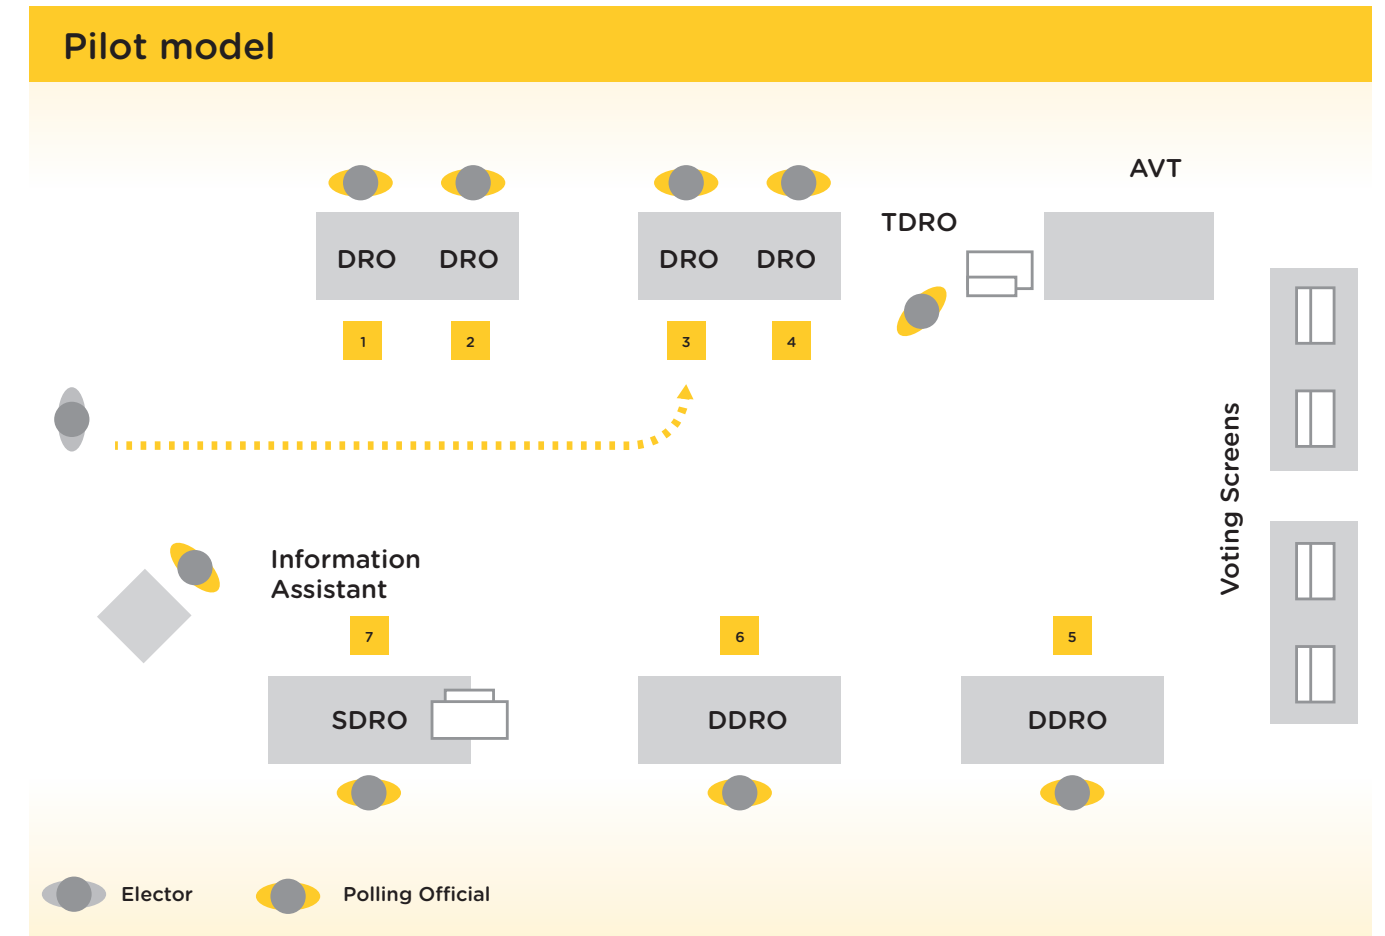 Pilot model
AVT
TDRO
DRO DRO
DRO DRO
1 2 3 4
Voting Screens
Information
Assistant
7 6 5
SDRO
DDRO
DDRO
Elector
Polling Official